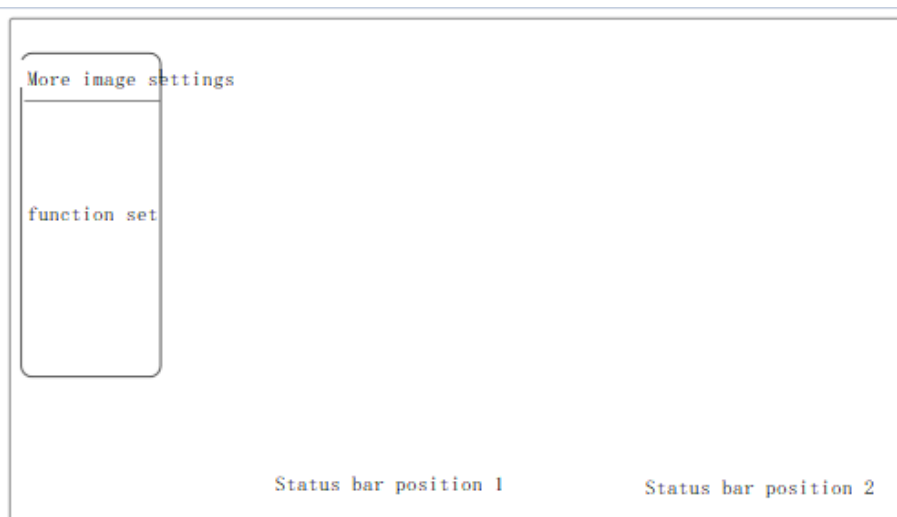 More image settings
function set
Status bar position 1
Status bar position 2